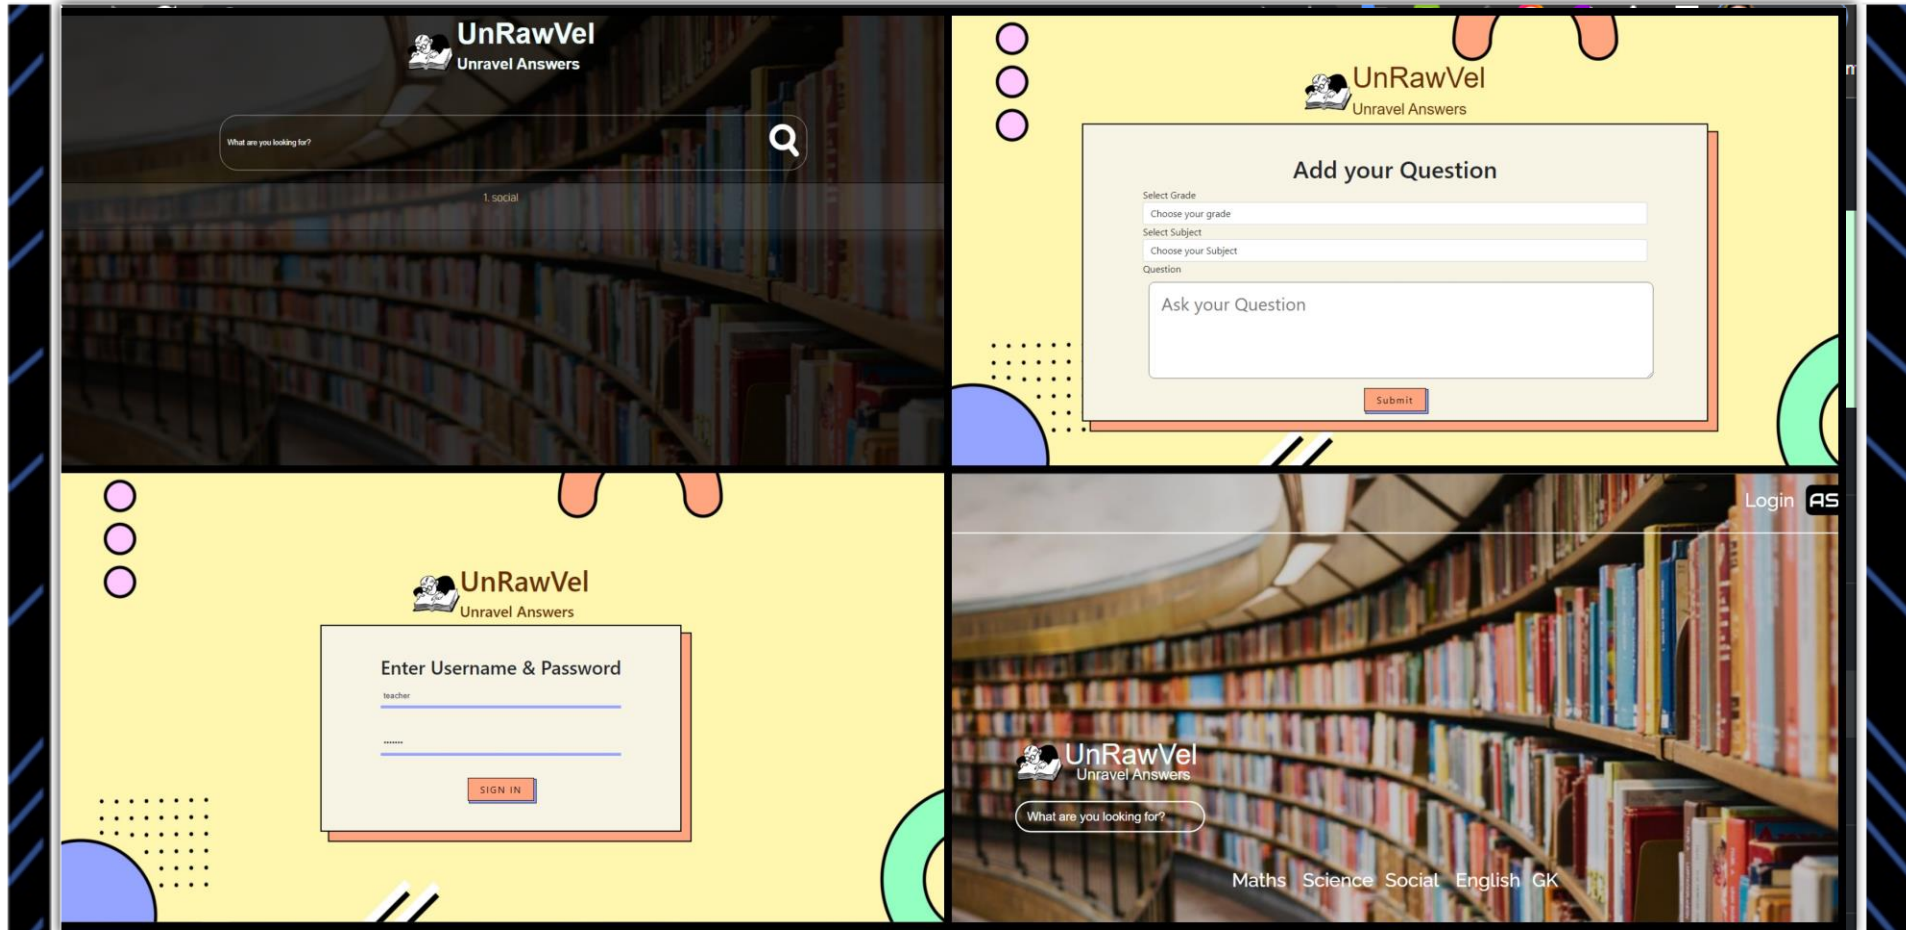 UnRawVel
Unravel Answers
What are you looking for?
1. social
UnRawVel
Unravel Answers
Add your Question
Select Grade
Choose your grade
Select Subject
Choose your Subject
Question
Ask your Question
Submit
UnRawVel
Unravel Answers
Enter Username & Password
teacher
•••••••
SIGN IN
Login AS
UnRawVel
Unravel Answers
What are you looking for?
Maths Science Social English GK